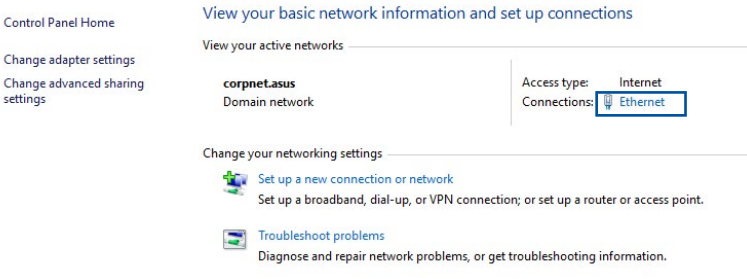 Control Panel Home
Change adapter settings
Change advanced sharing
settings
View your basic network information and set up connections
View your active networks
corpnet.asus
Domain network
Access type: Internet
Connections: Ethernet
Change your networking settings
Set up a new connection or network
Set up a broadband, dial-up, or VPN connection; or set up a router or access point.
Troubleshoot problems
Diagnose and repair network problems, or get troubleshooting information.